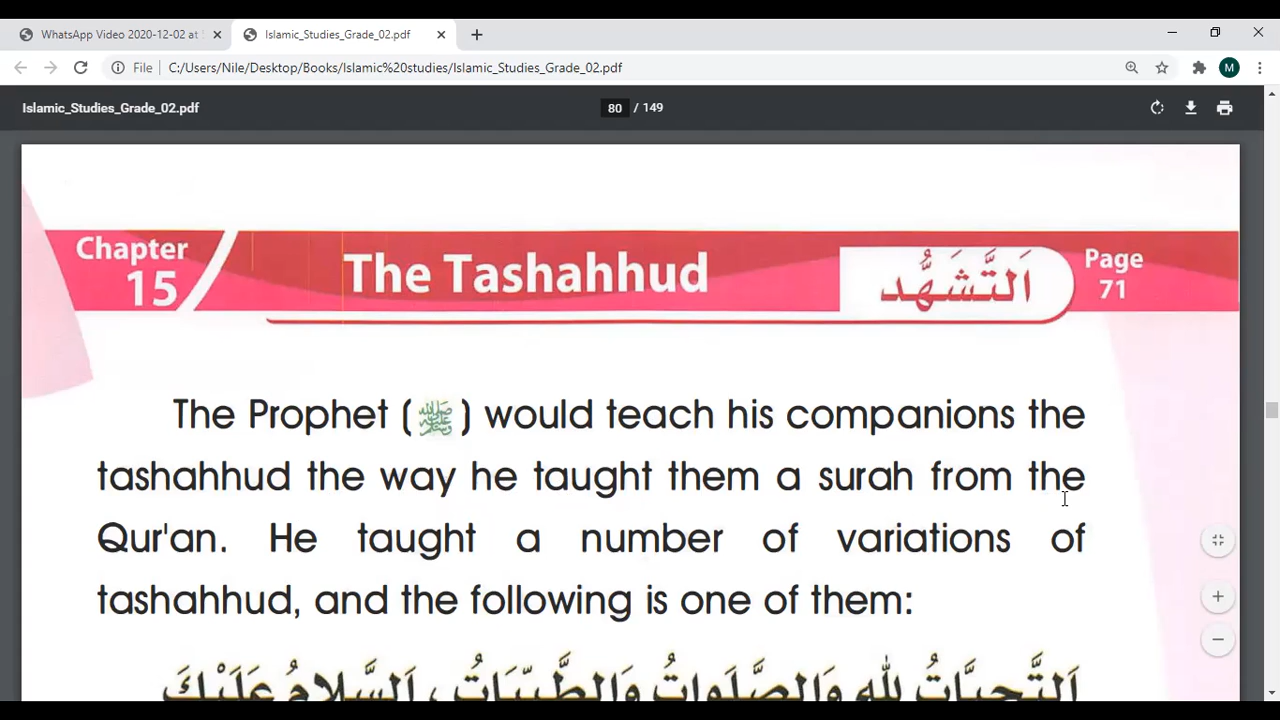 WhatsApp Video 2020-12-02 at
Islamic_Studies_Grade_02.pdf
File
C:/Users/Nile/Desktop/Books/Islamic%20studies/Islamic_Studies_Grade_02.pdf
M
Islamic_Studies_Grade_02.pdf
80 / 149
Chapter
15
The Tashahhud
اَلتَّشَهُّد
Page
71
The Prophet (ﷺ) would teach his companions the
tashahhud the way he taught them a surah from the
Qur'an. He taught a number of variations of
tashahhud, and the following is one of them:
اَلتَّحِيَّاتُ لِلّٰهِ وَالصَّلَواتُ وَالطَّيِّبَاتُ ، اَلسَّلامُ عَلَيْكَ